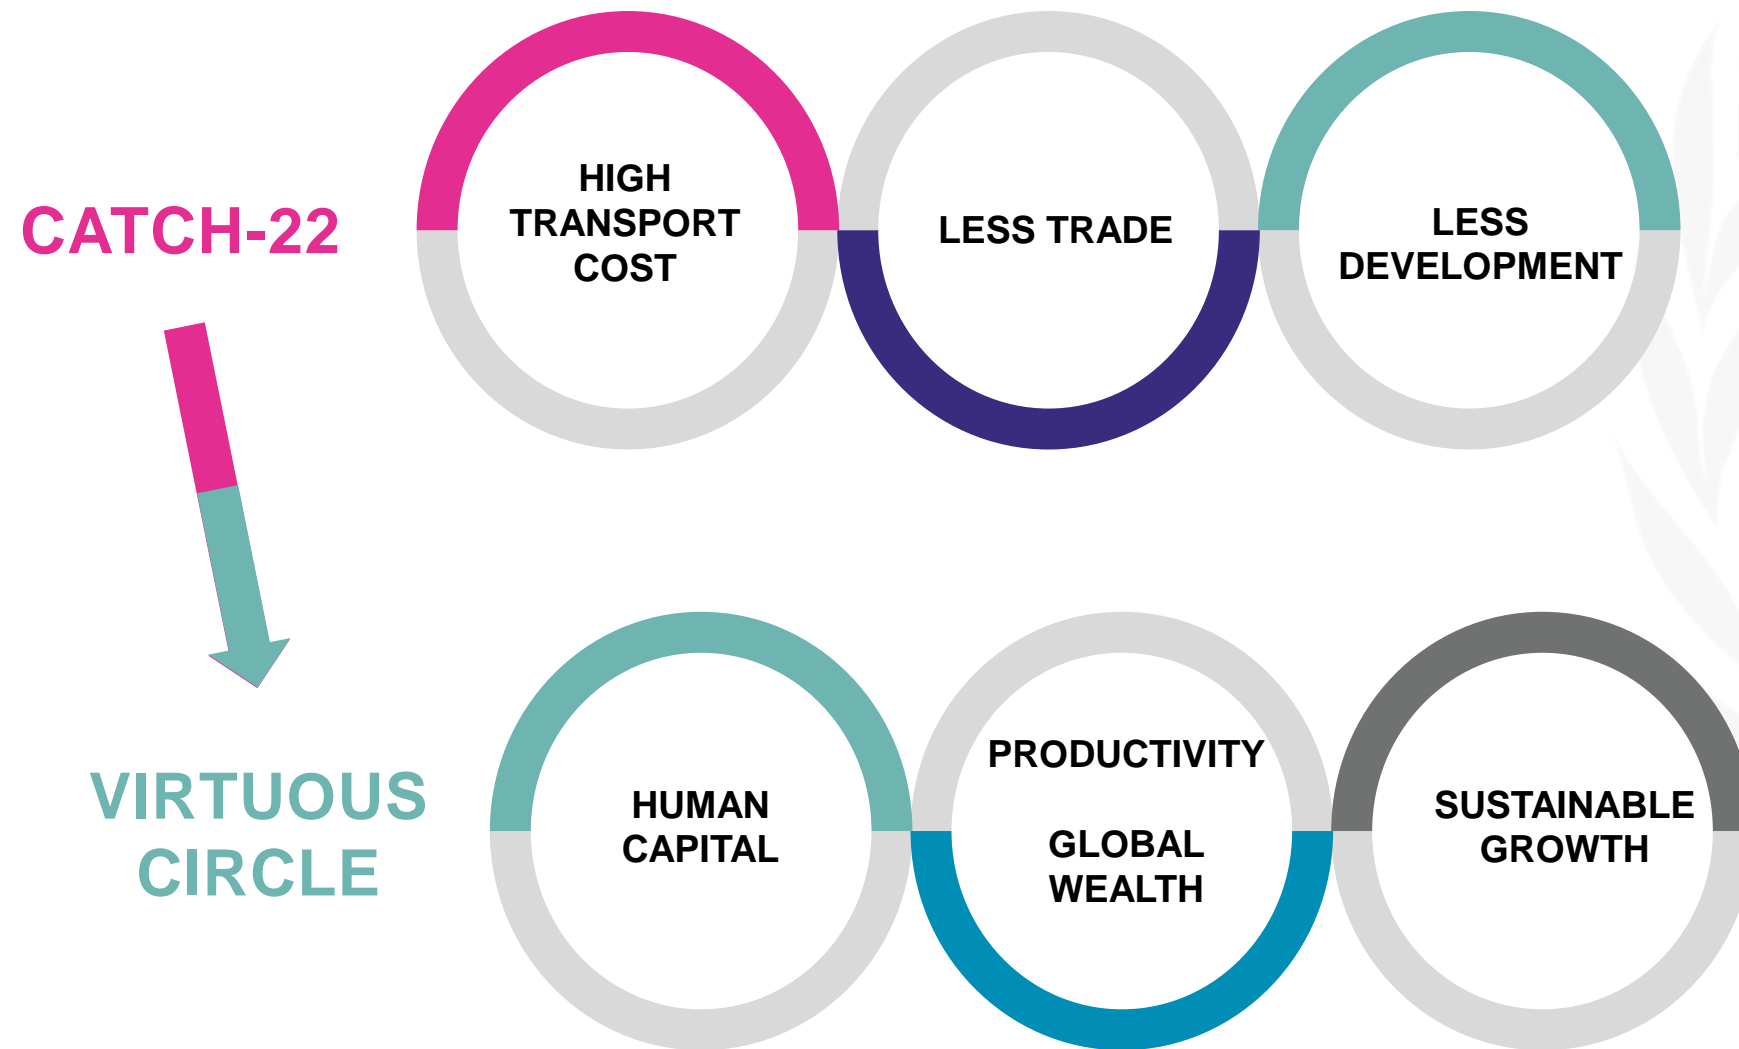 CATCH-22
HIGH
TRANSPORT
COST
LESS TRADE
LESS
DEVELOPMENT
VIRTUOUS
CIRCLE
HUMAN
CAPITAL
PRODUCTIVITY
GLOBAL
WEALTH
SUSTAINABLE
GROWTH